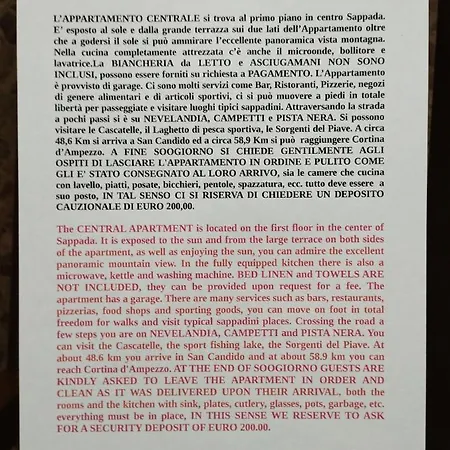 L'APPARTAMENTO CENTRALE si trova al primo piano in centro Sappada.
E' esposto al sole e dalla grande terrazza sui due lati dell'Appartamento oltre
che a godersi il sole si può ammirare l'eccellente panoramica vista montagna.
Nella cucina completamente attrezzata c'è anche il microonde, bollitore e
lavatrice.La BIANCHERIA da LETTO e ASCIUGAMANI NON SONO
INCLUSI, possono essere forniti su richiesta a PAGAMENTO. L'Appartamento
è provvisto di garage. Ci sono molti servizi come Bar, Ristoranti, Pizzerie, negozi
di genere alimentari e di articoli sportivi, ci si può muovere a piedi in totale
libertà per passeggiate e visitare luoghi tipici sappadini. Attraversando la strada
a pochi passi si è su NEVELANDIA, CAMPETTI e PISTA NERA. Si possono
visitare le Cascatelle, il Laghetto di pesca sportiva, le Sorgenti del Piave. A circa
48,6 Km si arriva a San Candido ed a circa 58,9 Km si può raggiungere Cortina
d'Ampezzo. A FINE SOOGIORNO SI CHIEDE GENTILMENTE AGLI
OSPITI DI LASCIARE L'APPARTAMENTO IN ORDINE E PULITO COME
GLI E' STATO CONSEGNATO AL LORO ARRIVO, sia le camere che cucina
con lavello, piatti, posate, bicchieri, pentole, spazzatura, ecc. tutto deve essere a
suo posto, IN TAL SENSO CI SI RISERVA DI CHIEDERE UN DEPOSITO
CAUZIONALE DI EURO 200,00.
The CENTRAL APARTMENT is located on the first floor in the center of
Sappada. It is exposed to the sun and from the large terrace on both sides
of the apartment, as well as enjoying the sun, you can admire the excellent
panoramic mountain view. In the fully equipped kitchen there is also a
microwave, kettle and washing machine. BED LINEN and TOWELS ARE
NOT INCLUDED, they can be provided upon request for a fee. The
apartment has a garage. There are many services such as bars, restaurants,
pizzerias, food shops and sporting goods, you can move on foot in total
freedom for walks and visit typical sappadini places. Crossing the road a
few steps you are on NEVELANDIA, CAMPETTI and PISTA NERA. You
can visit the Cascatelle, the sport fishing lake, the Sorgenti del Piave. At
about 48.6 km you arrive in San Candido and at about 58.9 km you can
reach Cortina d'Ampezzo. AT THE END OF SOOGIORNO GUESTS ARE
KINDLY ASKED TO LEAVE THE APARTMENT IN ORDER AND
CLEAN AS IT WAS DELIVERED UPON THEIR ARRIVAL, both the
rooms and the kitchen with sink, plates, cutlery, glasses, pots, garbage, etc.
everything must be in place, IN THIS SENSE WE RESERVE TO ASK
FOR A SECURITY DEPOSIT OF EURO 200.00.